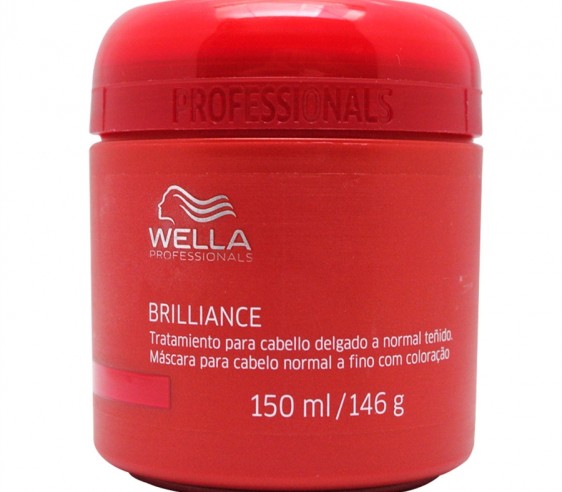 PROFESSIONALS
WELLA
PROFESSIONALS
BRILLIANCE
Tratamiento para cabello delgado a normal teñido.
Máscara para cabelo normal a fino com coloração
150 ml/146 g